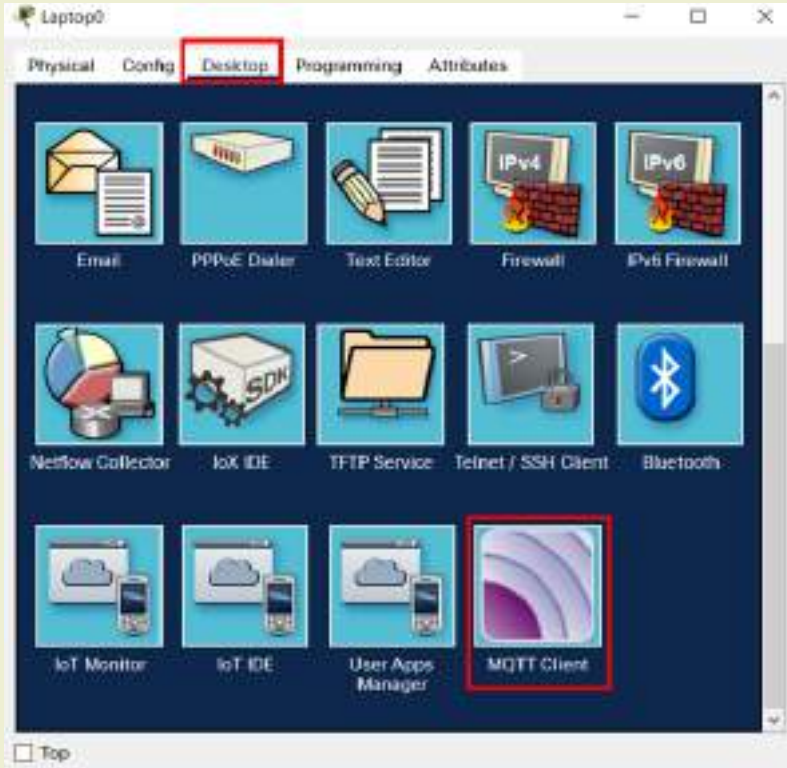 Laptop0
Physical Config Desktop Programming Attributes
IPv4 IPv6
Email PPPoE Dialer Text Editor Firewall IPv6 Firewall
SDK
>
Netflow Collector IoX IDE TFTP Service Telnet / SSH Client Bluetooth
IoT Monitor IoT IDE User Apps MQTT Client
Manager
Top